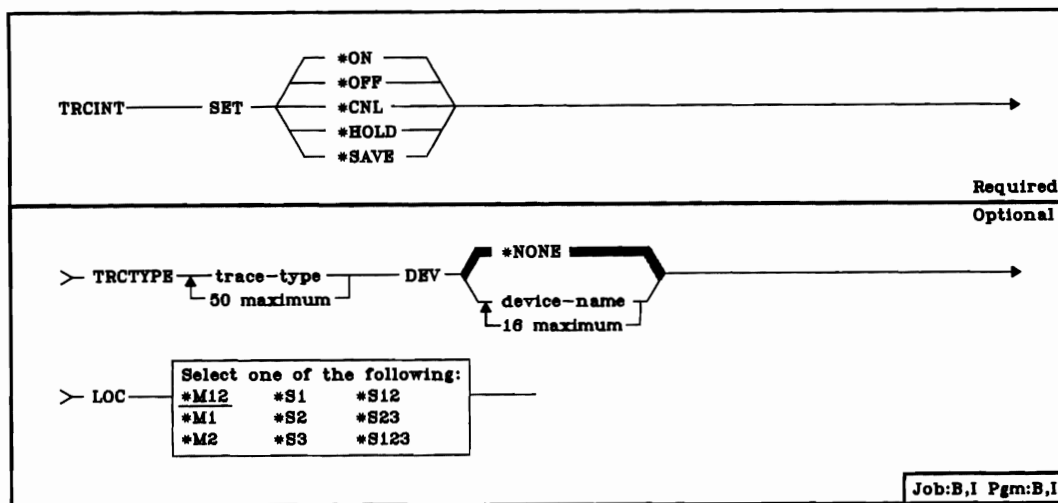 *ON
*OFF
TRCINT SET *CNL
*HOLD
*SAVE
Required
Optional
*NONE
TRCTYPE trace-type DEV
50 maximum
device-name
16 maximum
Select one of the following:
LOC *M12 *S1 *S12
*M1 *S2 *S23
*M2 *S3 *S123
Job:B,I Pgm:B,I